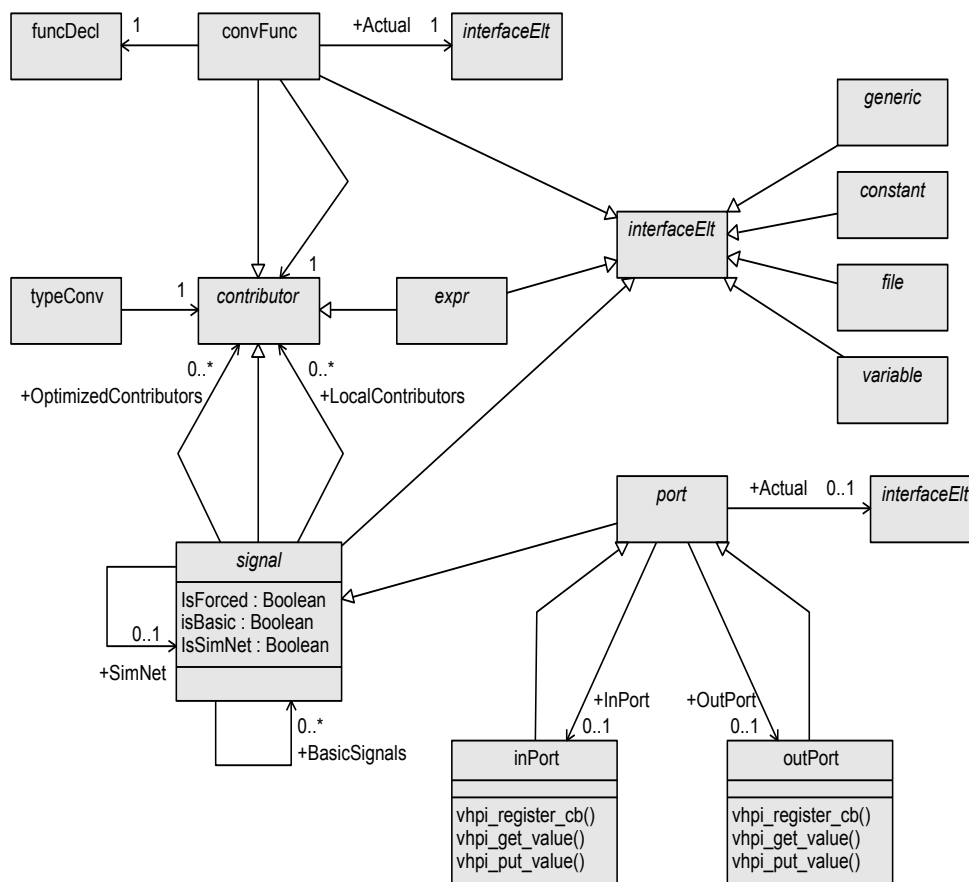 funcDecl
1
convFunc
+Actual
1
interfaceElt
generic
constant
interfaceElt
file
variable
typeConv
1
contributor
1
expr
0..*
0..*
+OptimizedContributors
+LocalContributors
port
+Actual
0..1
interfaceElt
signal
IsForced : Boolean
isBasic : Boolean
IsSimNet : Boolean
0..1
+SimNet
0..*
+BasicSignals
+InPort
0..1
+OutPort
0..1
inPort
vhpi_register_cb()
vhpi_get_value()
vhpi_put_value()
outPort
vhpi_register_cb()
vhpi_get_value()
vhpi_put_value()